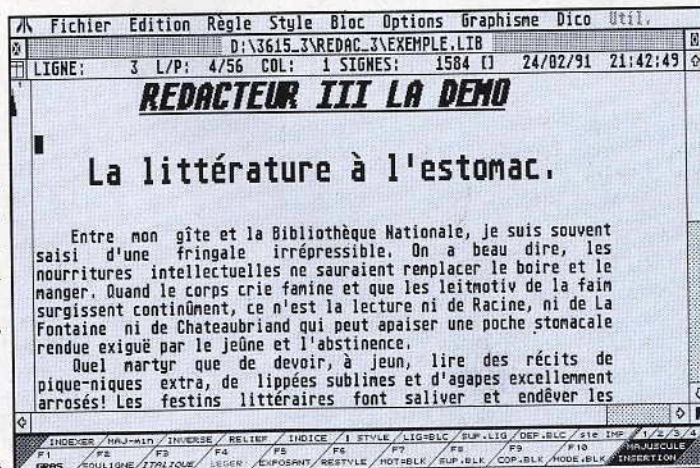 Fichier Edition Règle Style Bloc Options Graphisme Dico Util.
D:\3615_3\REDAC_3\EXEMPLE.LIB
LIGNE: 3 L/P: 4/56 COL: 1 SIGNES: 1584 [] 24/02/91 21:42:49
REDACTEUR III LA DEMO
La littérature à l'estomac.
Entre mon gîte et la Bibliothèque Nationale, je suis souvent
saisi d'une fringale irrépressible. On a beau dire, les
nourritures intellectuelles ne sauraient remplacer le boire et le
manger. Quand le corps crie famine et que les leitmotiv de la faim
surgissent continûment, ce n'est la lecture ni de Racine, ni de La
Fontaine ni de Chateaubriand qui peut apaiser une poche stomacale
rendue exiguë par le jeûne et l'abstinence.
Quel martyr que de devoir, à jeun, lire des récits de
pique-niques extra, de lippées sublimes et d'agapes excellemment
arrosés! Les festins littéraires font saliver et endêver les
INDEXER MAJ-min INVERSE RELIEF INDICE 1 STYLE LIG=BLC SUP.LIG DEF.BLC s1e IMP 1 2 3 4
F1 F2 F3 F4 F5 F6 F7 F8 F9 F10 MAJUSCULE
GRAS SOULIGNE ITALIQUE LEGER EXPOSANT RESTYLE MOT=BLK SUP.BLK COP.BLK MODE.BLK INSERTION